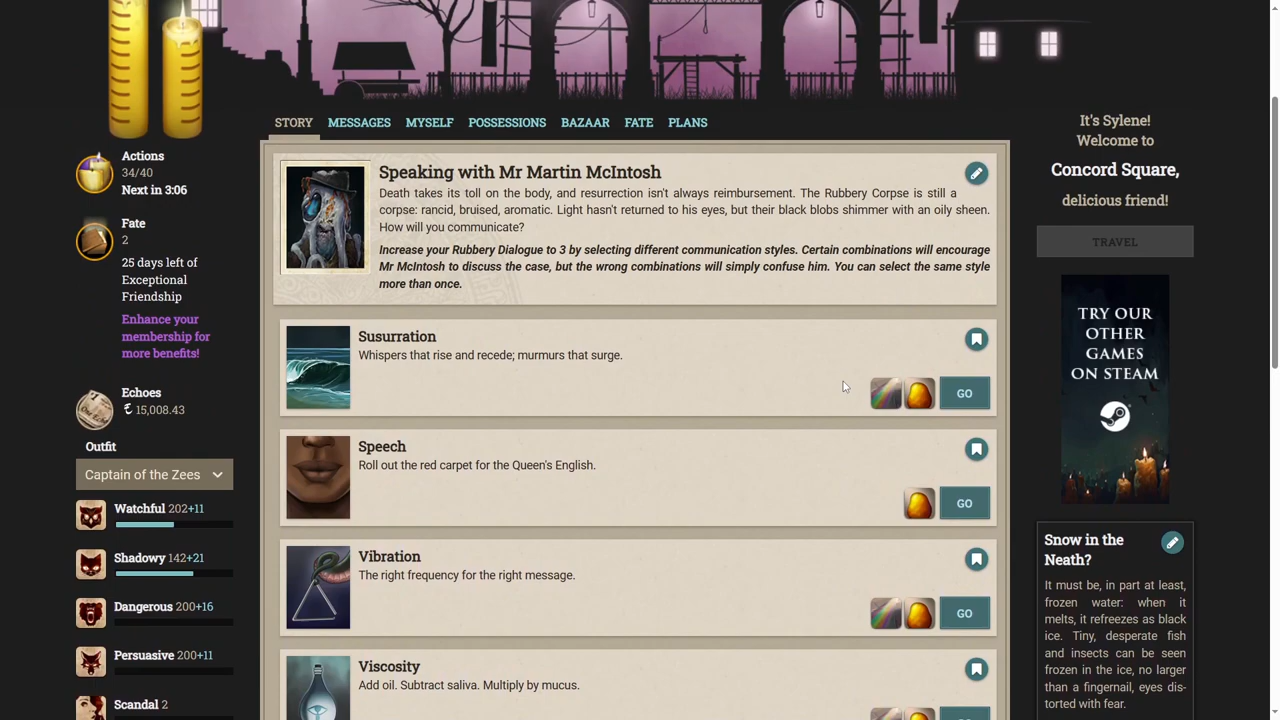 STORY MESSAGES MYSELF POSSESSIONS BAZAAR FATE PLANS
Actions
34/40
Next in 3:06
Fate
2
25 days left of
Exceptional
Friendship
Enhance your
membership for
more benefits!
Echoes
15,008.43
Outfit
Captain of the Zees
Watchful 202+11
Shadowy 142+21
Dangerous 200+16
Persuasive 200+11
Scandal 2
Speaking with Mr Martin McIntosh
Death takes its toll on the body, and resurrection isn't always reimbursement. The Rubbery Corpse is still a
corpse: rancid, bruised, aromatic. Light hasn't returned to his eyes, but their black blobs shimmer with an oily sheen.
How will you communicate?
Increase your Rubbery Dialogue to 3 by selecting different communication styles. Certain combinations will encourage
Mr McIntosh to discuss the case, but the wrong combinations will simply confuse him. You can select the same style
more than once.
Susurration
Whispers that rise and recede; murmurs that surge.
GO
Speech
Roll out the red carpet for the Queen's English.
GO
Vibration
The right frequency for the right message.
GO
Viscosity
Add oil. Subtract saliva. Multiply by mucus.
It's Sylene!
Welcome to
Concord Square,
delicious friend!
TRAVEL
TRY OUR
OTHER
GAMES
ON STEAM
Snow in the
Neath?
It must be, in part at least,
frozen water: when it
melts, it refreezes as black
ice. Tiny, desperate fish
and insects can be seen
frozen in the ice, no larger
than a fingernail, eyes dis-
torted with fear.